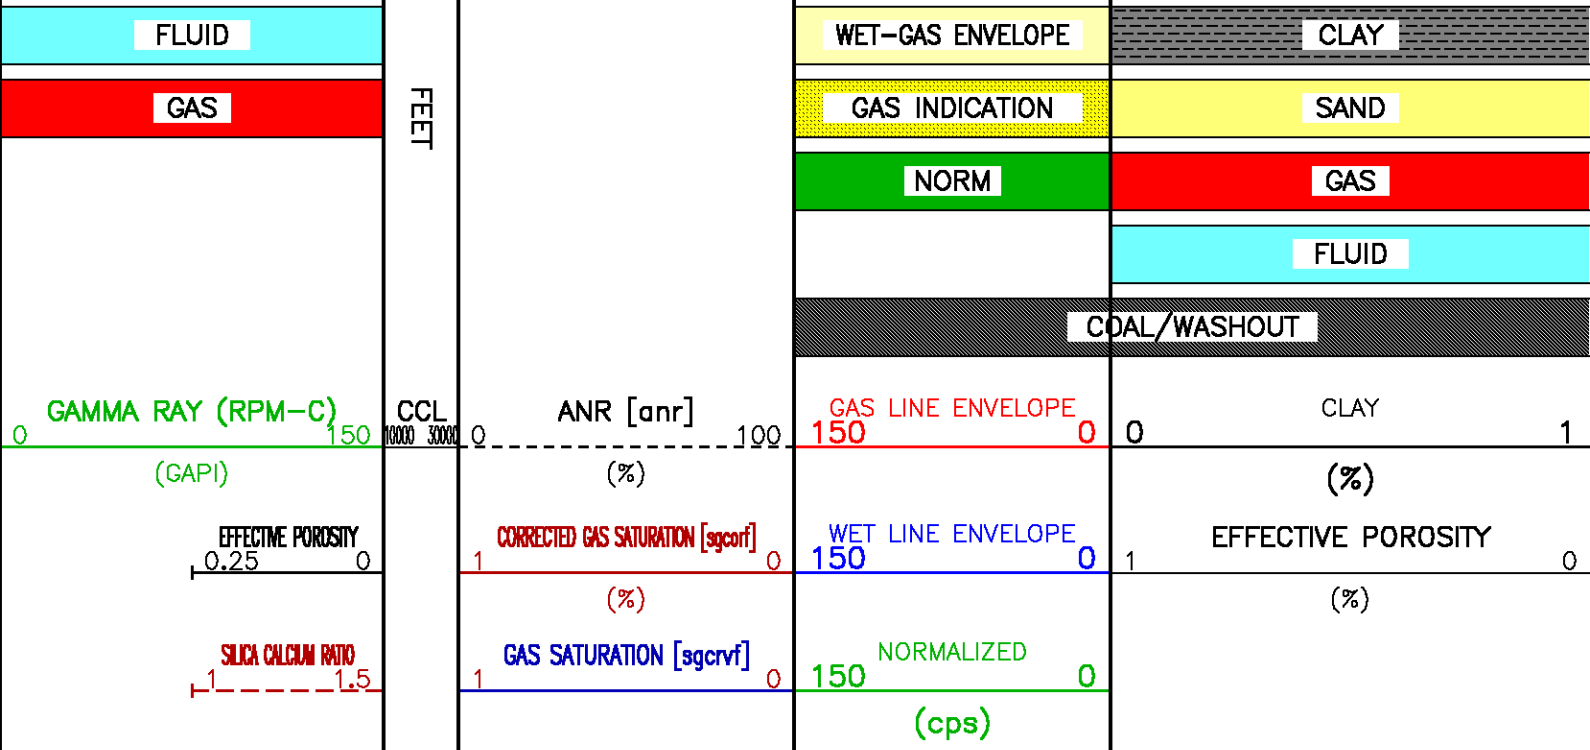 FLUID
WET-GAS ENVELOPE
CLAY
GAS
FEET
GAS INDICATION
SAND
NORM
GAS
FLUID
COAL/WASHOUT
GAMMA RAY (RPM-C)
0 150
(GAPI)
EFFECTIVE POROSITY
0.25 0
SILICA CALCIUM RATIO
1 1.5
CCL
10000 30000
ANR [anr]
0 100
(%)
CORRECTED GAS SATURATION [sgcorf]
1 0
(%)
GAS SATURATION [sgcrvf]
1 0
GAS LINE ENVELOPE
150 0
WET LINE ENVELOPE
150 0
NORMALIZED
150 0
(cps)
CLAY
0 1
(%)
EFFECTIVE POROSITY
1 0
(%)